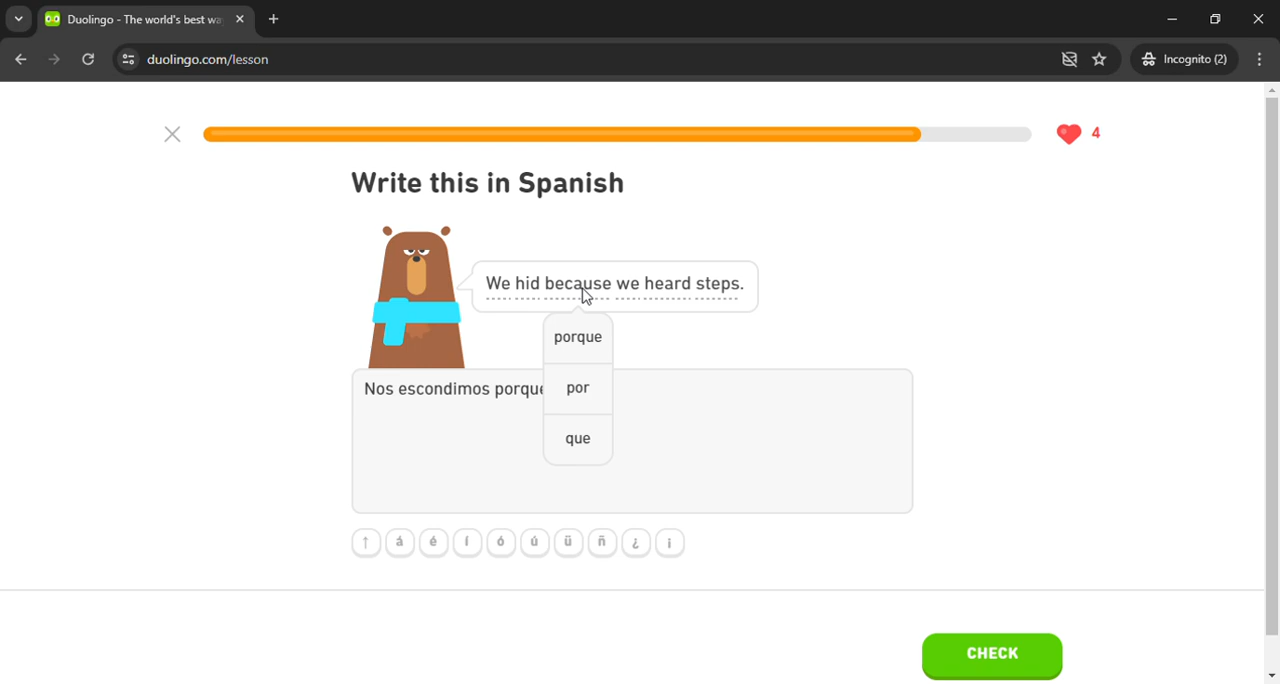 Duolingo - The world's best wa
duolingo.com/lesson
Incognito (2)
4
Write this in Spanish
We hid because we heard steps.
porque
por
que
Nos escondimos porque
↑ á é í ó ú ü ñ ¿ ¡
CHECK